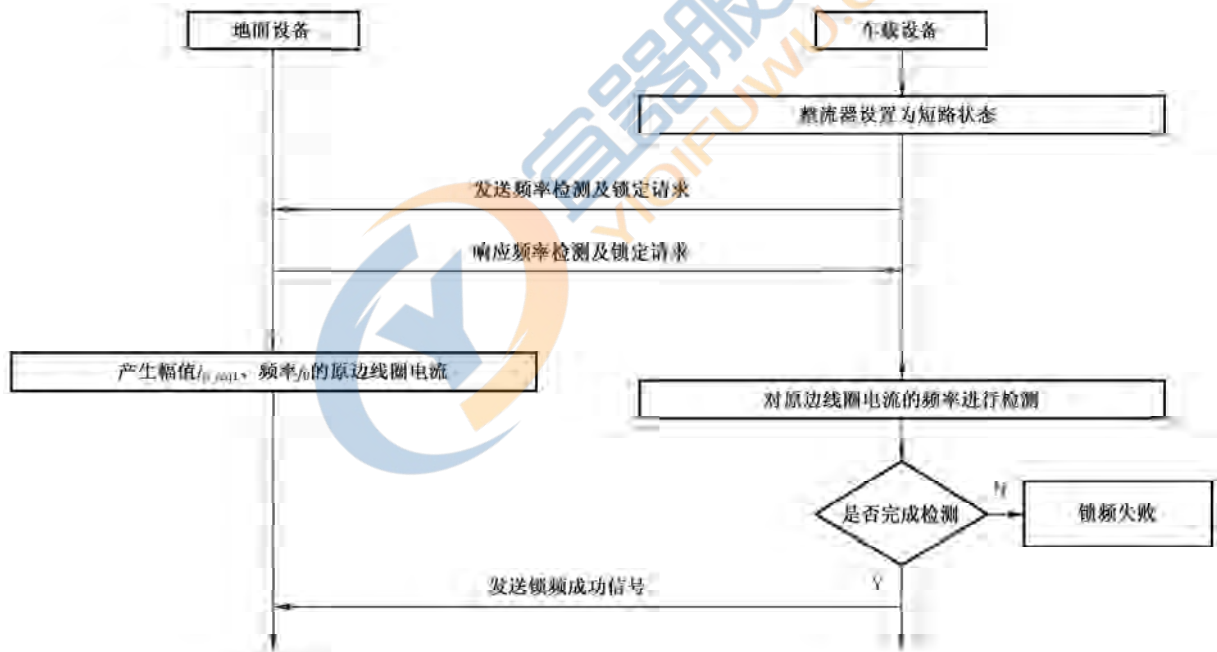 地面设备
车载设备
整流器设置为短路状态
发送频率检测及锁定请求
响应频率检测及锁定请求
产生幅值、频率f₀的原边线圈电流
对原边线圈电流的频率进行检测
是否完成检测
N
锁频失败
Y
发送锁频成功信号
宜器服
YIQIFUWU.